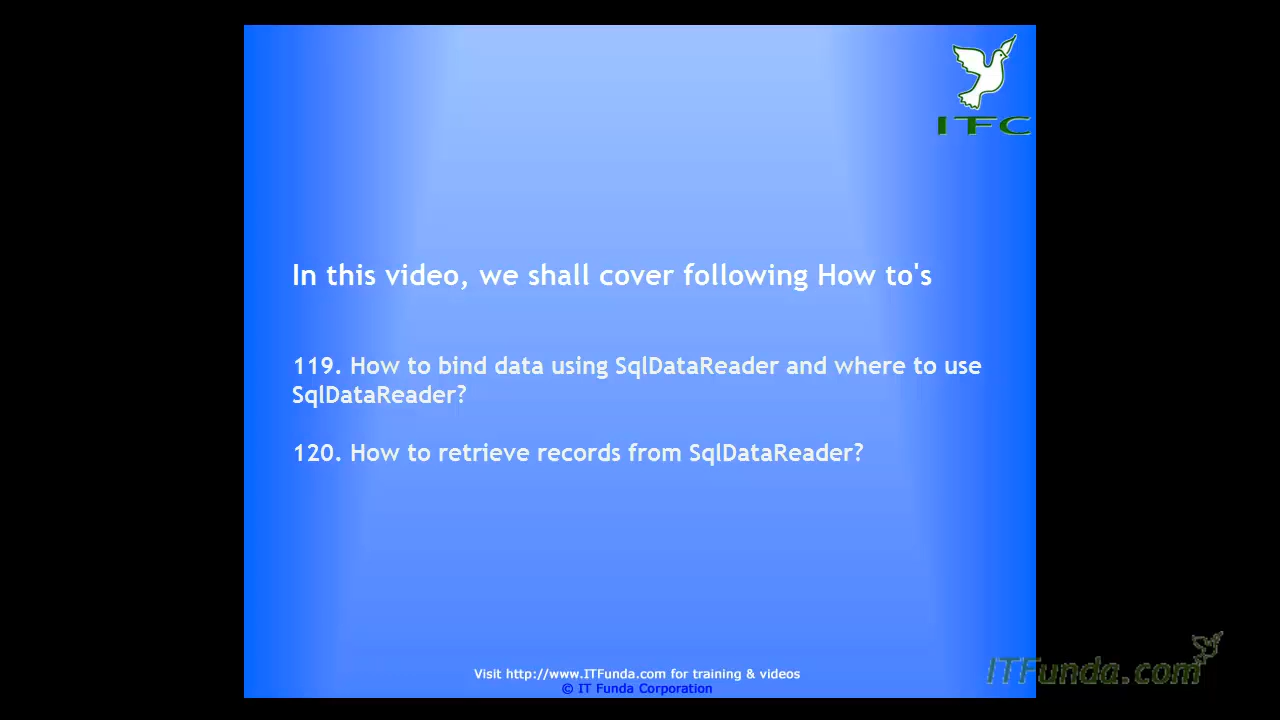 ITC
In this video, we shall cover following How to's
119. How to bind data using SqlDataReader and where to use
SqlDataReader?
120. How to retrieve records from SqlDataReader?
Visit http://www.ITFunda.com for training & videos
© IT Funda Corporation
ITFunda.com